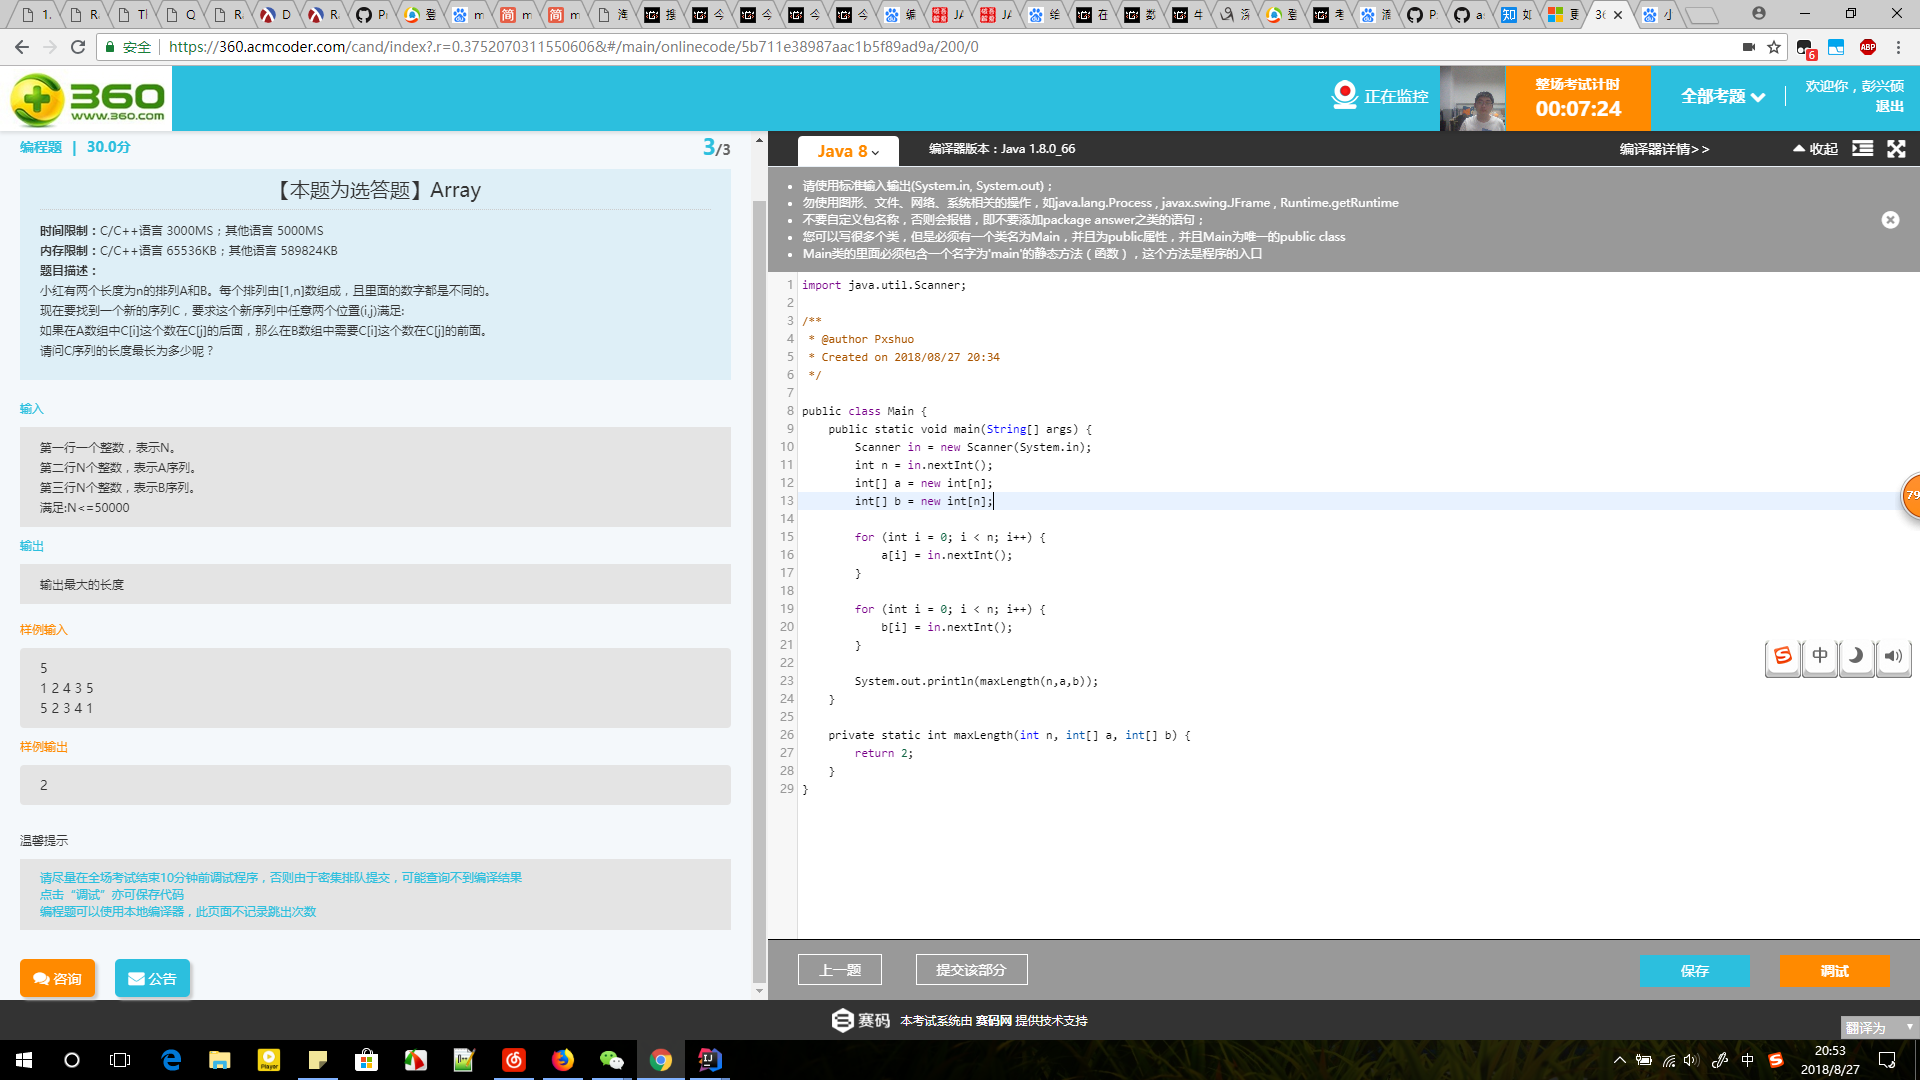 安全 https://360.acmcoder.com/cand/index?.r=0.3752070311550606&#/main/onlinecode/5b711e38987aac1b5f89ad9a/200/0
360
www.360.com
正在监控
整场考试计时
00:07:24
全部考题
欢迎你，彭兴硕
退出
编程题 | 30.0分
3/3
【本题为选答题】Array
时间限制：C/C++语言 3000MS；其他语言 5000MS
内存限制：C/C++语言 65536KB；其他语言 589824KB
题目描述：
小红有两个长度为n的排列A和B。每个排列由[1,n]数组成，且里面的数字都是不同的。
现在要找到一个新的序列C，要求这个新序列中任意两个位置(i,j)满足:
如果在A数组中C[i]这个数在C[j]的后面，那么在B数组中需要C[i]这个数在C[j]的前面。
请问C序列的长度最长为多少呢？
输入
第一行一个整数，表示N。
第二行N个整数，表示A序列。
第三行N个整数，表示B序列。
满足:N<=50000
输出
输出最大的长度
样例输入
5
1 2 4 3 5
5 2 3 4 1
样例输出
2
温馨提示
请尽量在全场考试结束10分钟前调试程序，否则由于密集排队提交，可能查询不到编译结果
点击“调试”亦可保存代码
编程题可以使用本地编译器，此页面不记录跳出次数
咨询
公告
Java 8
编译器版本：Java 1.8.0_66
编译器详情>>
收起
请使用标准输入输出(System.in, System.out)；
勿使用图形、文件、网络、系统相关的操作，如java.lang.Process , javax.swing.JFrame , Runtime.getRuntime
不要自定义包名称，否则会报错，即不要添加package answer之类的语句；
您可以写很多个类，但是必须有一个类名为Main，并且为public属性，并且Main为唯一的public class
Main类的里面必须包含一个名字为'main'的静态方法（函数），这个方法是程序的入口
1 import java.util.Scanner;
2
3 /**
4 * @author Pxshuo
5 * Created on 2018/08/27 20:34
6 */
7
8 public class Main {
9 public static void main(String[] args) {
10 Scanner in = new Scanner(System.in);
11 int n = in.nextInt();
12 int[] a = new int[n];
13 int[] b = new int[n];
14
15 for (int i = 0; i < n; i++) {
16 a[i] = in.nextInt();
17 }
18
19 for (int i = 0; i < n; i++) {
20 b[i] = in.nextInt();
21 }
22
23 System.out.println(maxLength(n,a,b));
24 }
25
26 private static int maxLength(int n, int[] a, int[] b) {
27 return 2;
28 }
29 }
79
中
上一题
提交该部分
保存
调试
赛码 本考试系统由 赛码网 提供技术支持
翻译为
中
20:53
2018/8/27